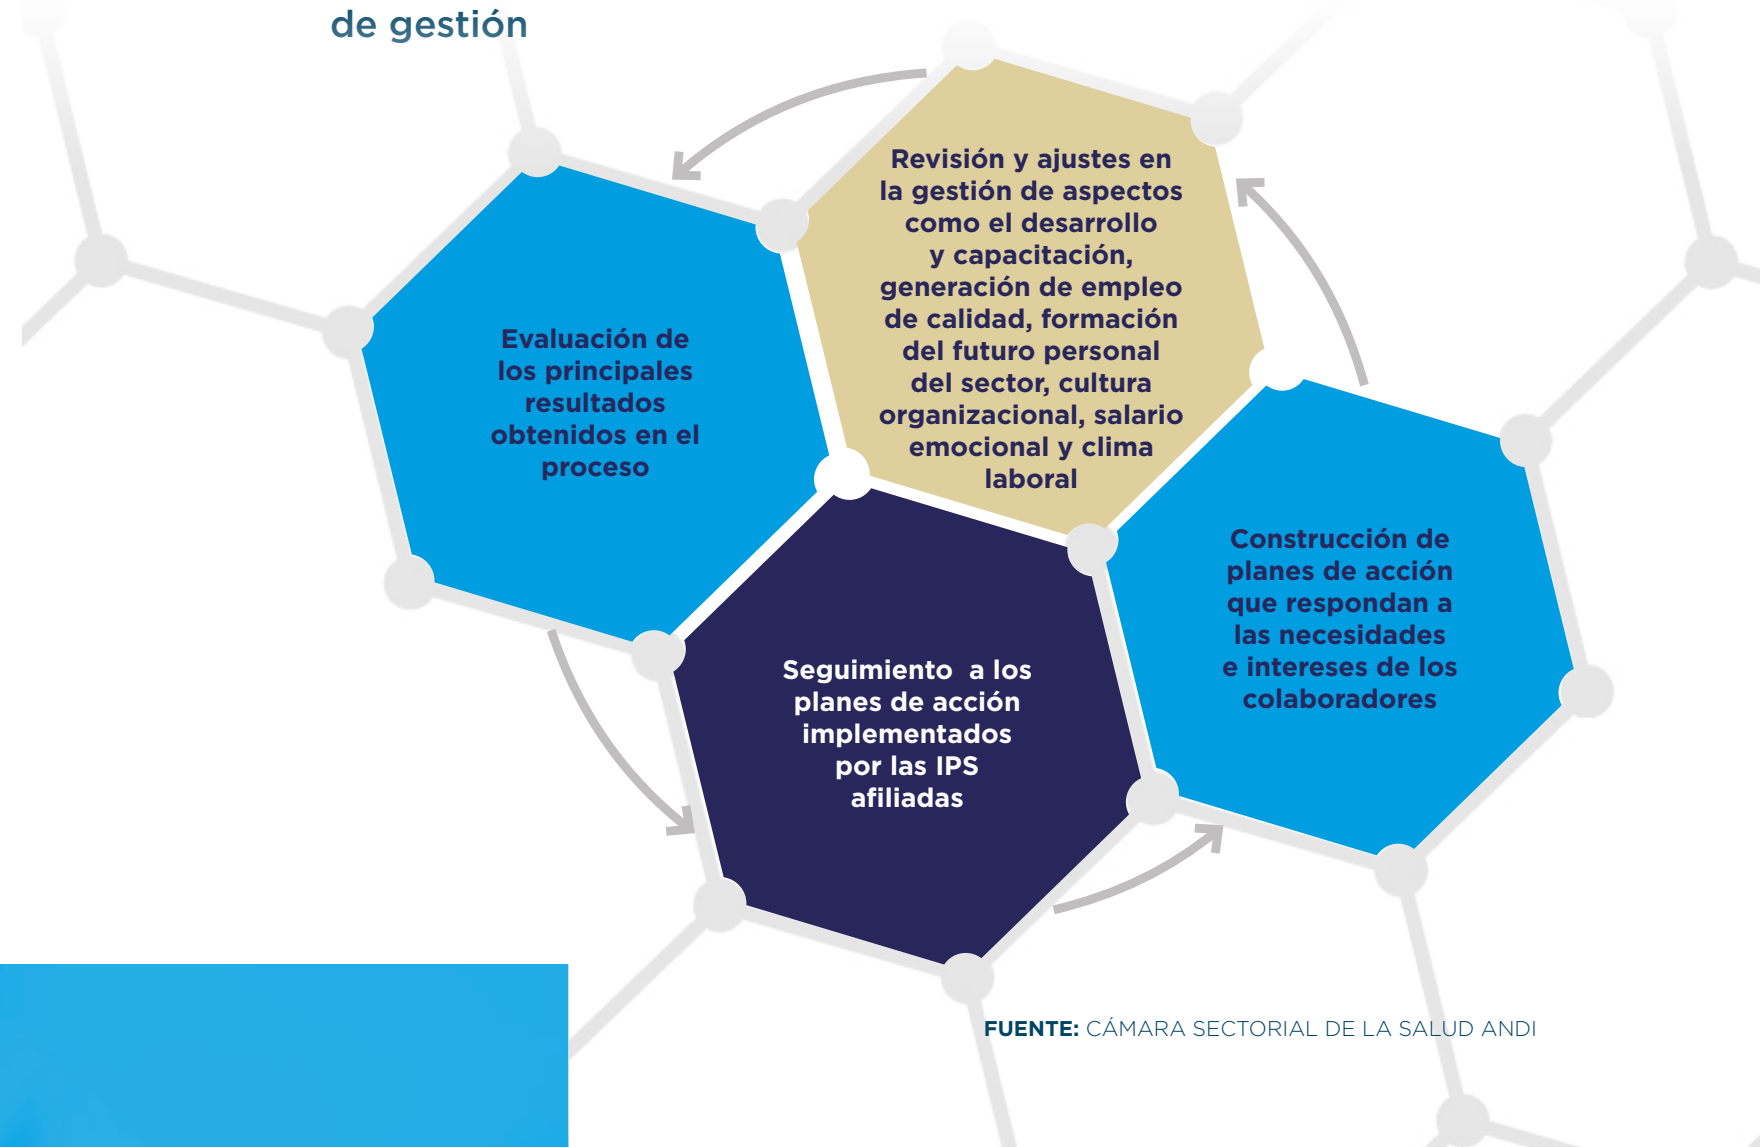 de gestión
Revisión y ajustes en
la gestión de aspectos
como el desarrollo
y capacitación,
generación de empleo
de calidad, formación
del futuro personal
del sector, cultura
organizacional, salario
emocional y clima
laboral
Evaluación de
los principales
resultados
obtenidos en el
proceso
Construcción de
planes de acción
que respondan a
las necesidades
e intereses de los
colaboradores
Seguimiento  a los
planes de acción
implementados
por las IPS
afiliadas
FUENTE: CÁMARA SECTORIAL DE LA SALUD ANDI